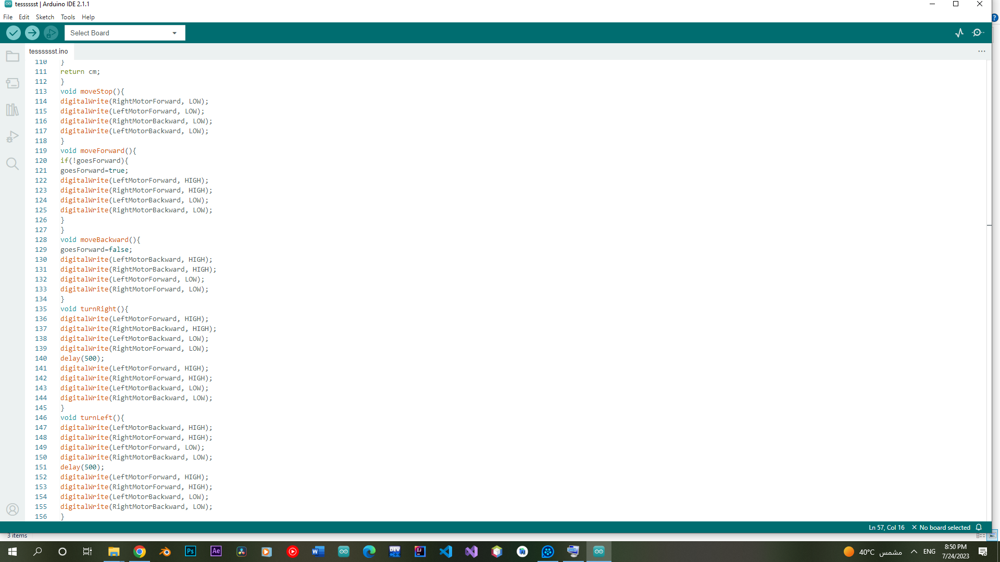 tesssssst | Arduino IDE 2.1.1
File Edit Sketch Tools Help
Select Board
tesssssst.ino
110 }
111 return cm;
112 }
113 void moveStop(){
114 digitalWrite(RightMotorForward, LOW);
115 digitalWrite(LeftMotorForward, LOW);
116 digitalWrite(RightMotorBackward, LOW);
117 digitalWrite(LeftMotorBackward, LOW);
118 }
119 void moveForward(){
120 if(!goesForward){
121 goesForward=true;
122 digitalWrite(LeftMotorForward, HIGH);
123 digitalWrite(RightMotorForward, HIGH);
124 digitalWrite(LeftMotorBackward, LOW);
125 digitalWrite(RightMotorBackward, LOW);
126 }
127 }
128 void moveBackward(){
129 goesForward=false;
130 digitalWrite(LeftMotorBackward, HIGH);
131 digitalWrite(RightMotorBackward, HIGH);
132 digitalWrite(LeftMotorForward, LOW);
133 digitalWrite(RightMotorForward, LOW);
134 }
135 void turnRight(){
136 digitalWrite(LeftMotorForward, HIGH);
137 digitalWrite(RightMotorBackward, HIGH);
138 digitalWrite(LeftMotorBackward, LOW);
139 digitalWrite(RightMotorForward, LOW);
140 delay(500);
141 digitalWrite(LeftMotorForward, HIGH);
142 digitalWrite(RightMotorForward, HIGH);
143 digitalWrite(LeftMotorBackward, LOW);
144 digitalWrite(RightMotorBackward, LOW);
145 }
146 void turnLeft(){
147 digitalWrite(LeftMotorBackward, HIGH);
148 digitalWrite(RightMotorForward, HIGH);
149 digitalWrite(LeftMotorForward, LOW);
150 digitalWrite(RightMotorBackward, LOW);
151 delay(500);
152 digitalWrite(LeftMotorForward, HIGH);
153 digitalWrite(RightMotorForward, HIGH);
154 digitalWrite(LeftMotorBackward, LOW);
155 digitalWrite(RightMotorBackward, LOW);
156 }
Ln 57, Col 16 × No board selected
3 items
Ps Ae W DEV IJ
40°C مشمس ENG 8:50 PM
7/24/2023